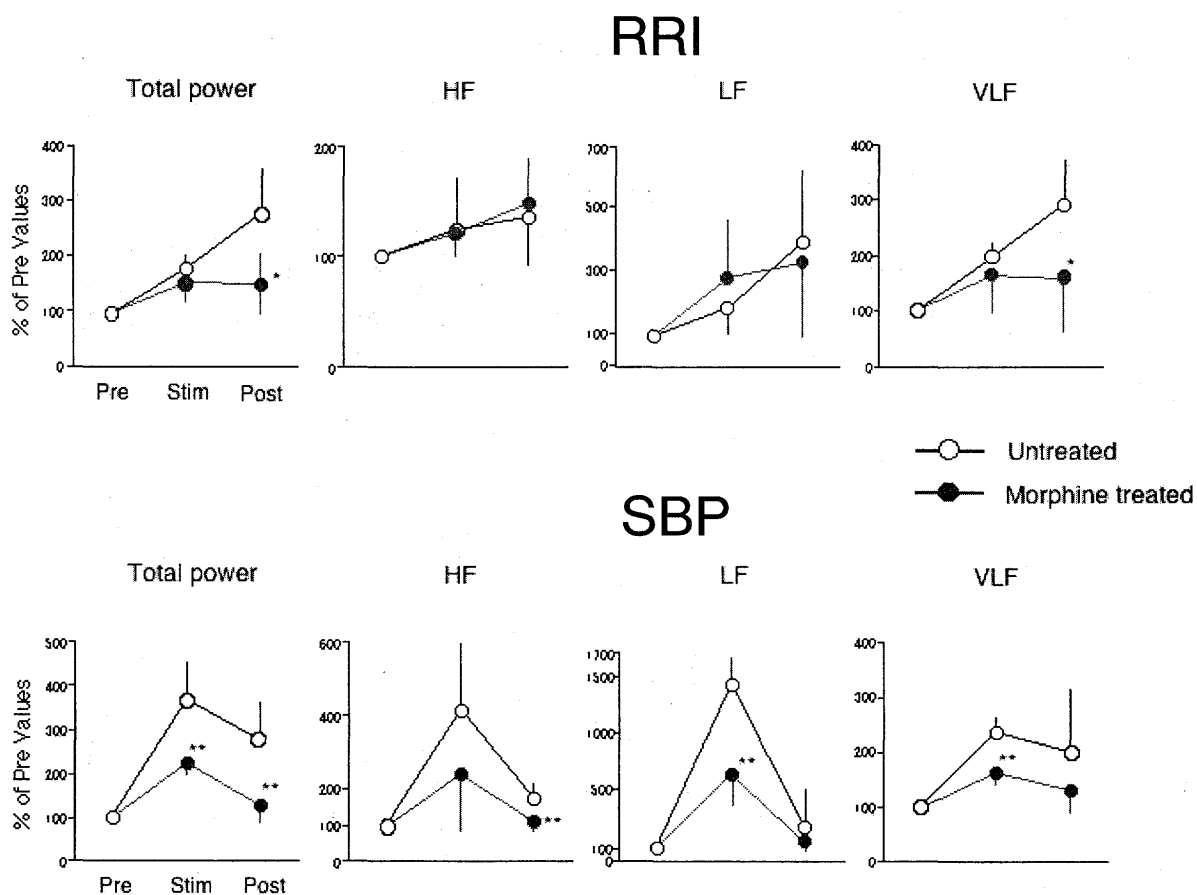 RRI
Total power HF LF VLF
% of Pre Values
400 300 200 100 0
200 100 0
700 500 300 100 0
400 300 200 100 0
*
*
Pre Stim Post
Untreated
Morphine treated
SBP
Total power HF LF VLF
% of Pre Values
500 400 300 200 100 0
600 400 200 100 0
1700 1500 1000 500 100 0
400 300 200 100 0
**
**
**
**
**
Pre Stim Post